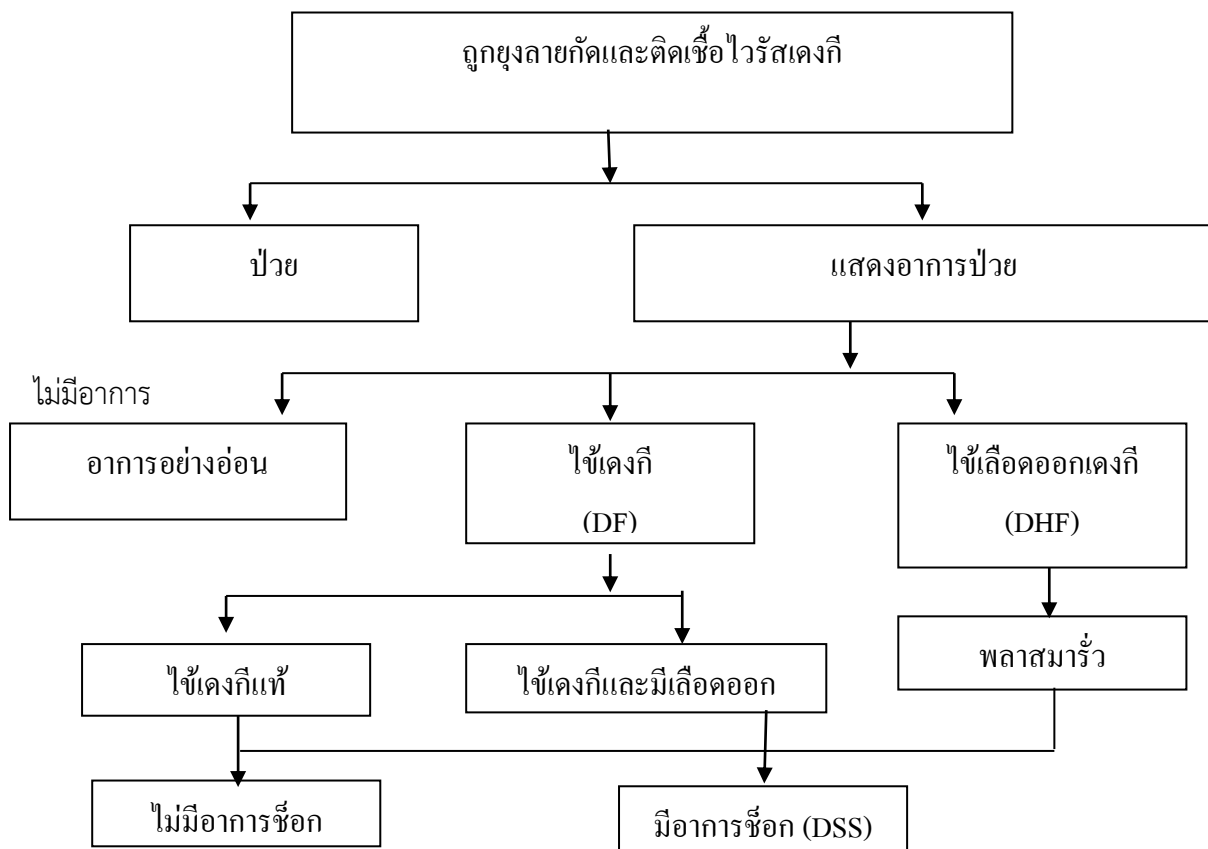 ถูกยุงลายกัดและติดเชื้อไวรัสเดงกี
ป่วย
แสดงอาการป่วย
ไม่มีอาการ
อาการอย่างอ่อน
ไข้เดงกี
(DF)
ไข้เลือดออกเดงกี
(DHF)
ไข้เดงกีแท้
ไข้เดงกีและมีเลือดออก
พลาสมารั่ว
ไม่มีอาการช็อก
มีอาการช็อก (DSS)